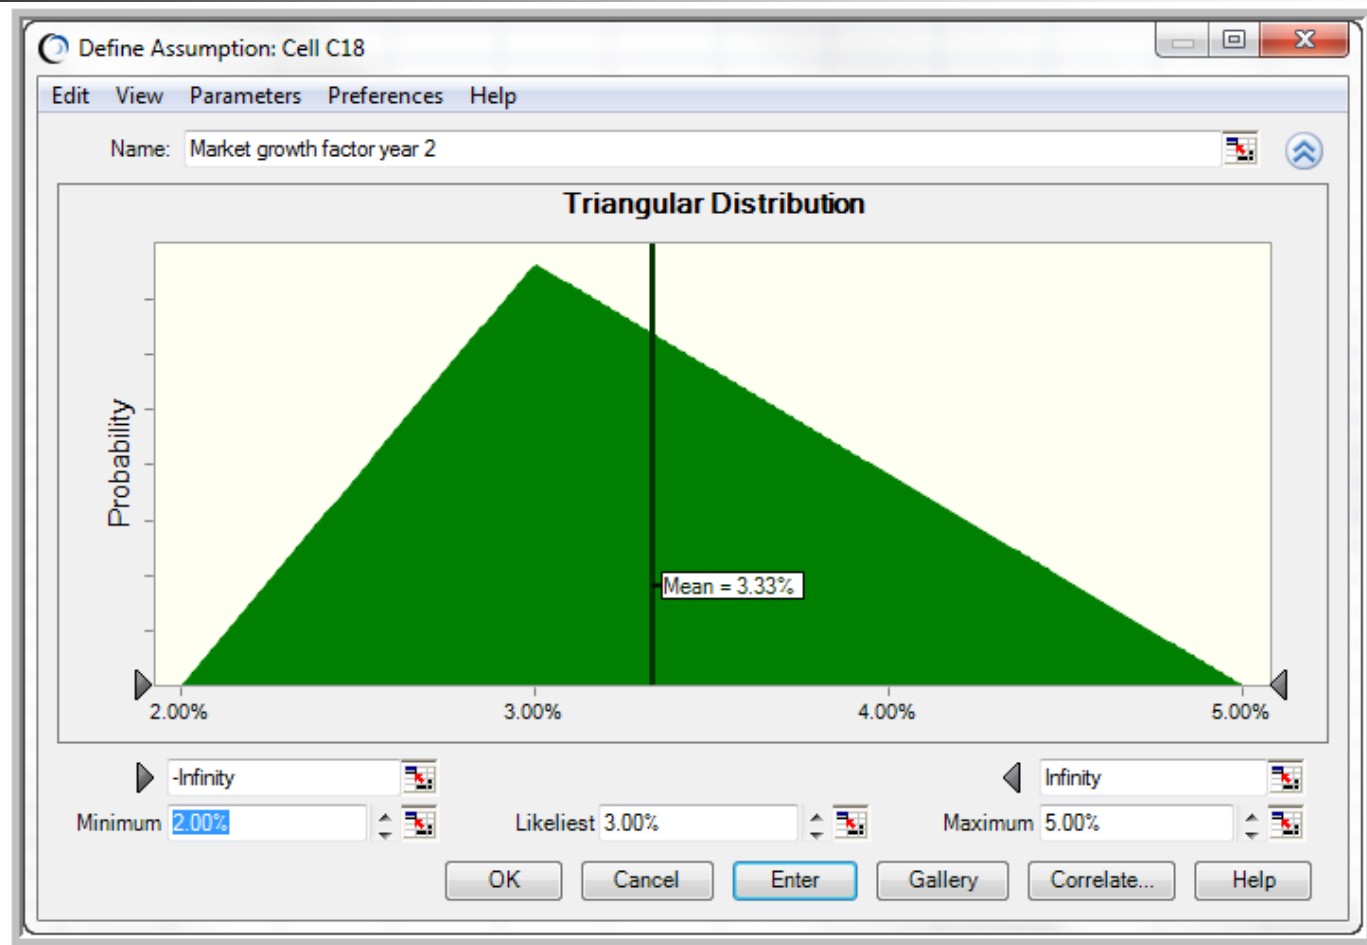 Define Assumption: Cell C18
Edit View Parameters Preferences Help
Name: Market growth factor year 2
Triangular Distribution
Probability
Mean = 3.33%
2.00% 3.00% 4.00% 5.00%
-Infinity Infinity
Minimum 2.00% Likeliest 3.00% Maximum 5.00%
OK Cancel Enter Gallery Correlate... Help